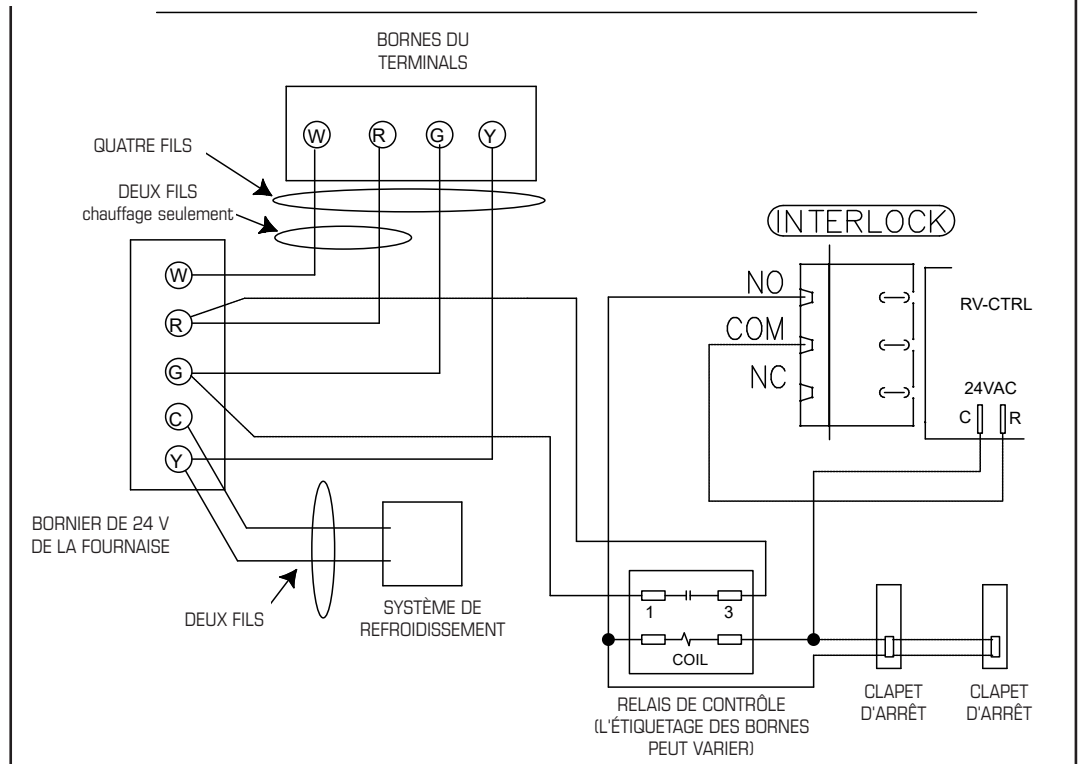 BORNES DU
TERMINALS
W R G Y
QUATRE FILS
DEUX FILS
chauffage seulement
W
R
G
C
Y
BORNIER DE 24 V
DE LA FOURNAISE
DEUX FILS
SYSTÈME DE
REFROIDISSEMENT
INTERLOCK
NO
COM
NC
RV-CTRL
24VAC
C R
1 3
COIL
RELAIS DE CONTRÔLE
(L'ÉTIQUETAGE DES BORNES
PEUT VARIER)
CLAPET
D'ARRÊT
CLAPET
D'ARRÊT